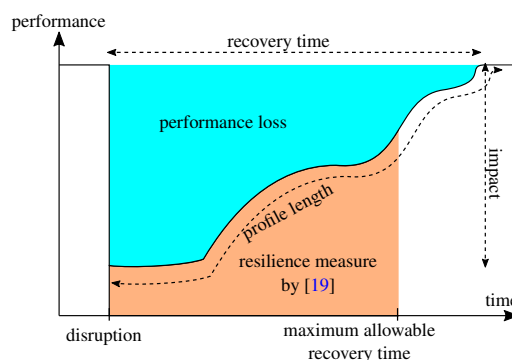 performance
recovery time
performance loss
impact
profile length
resilience measure
by [19]
time
disruption
maximum allowable
recovery time